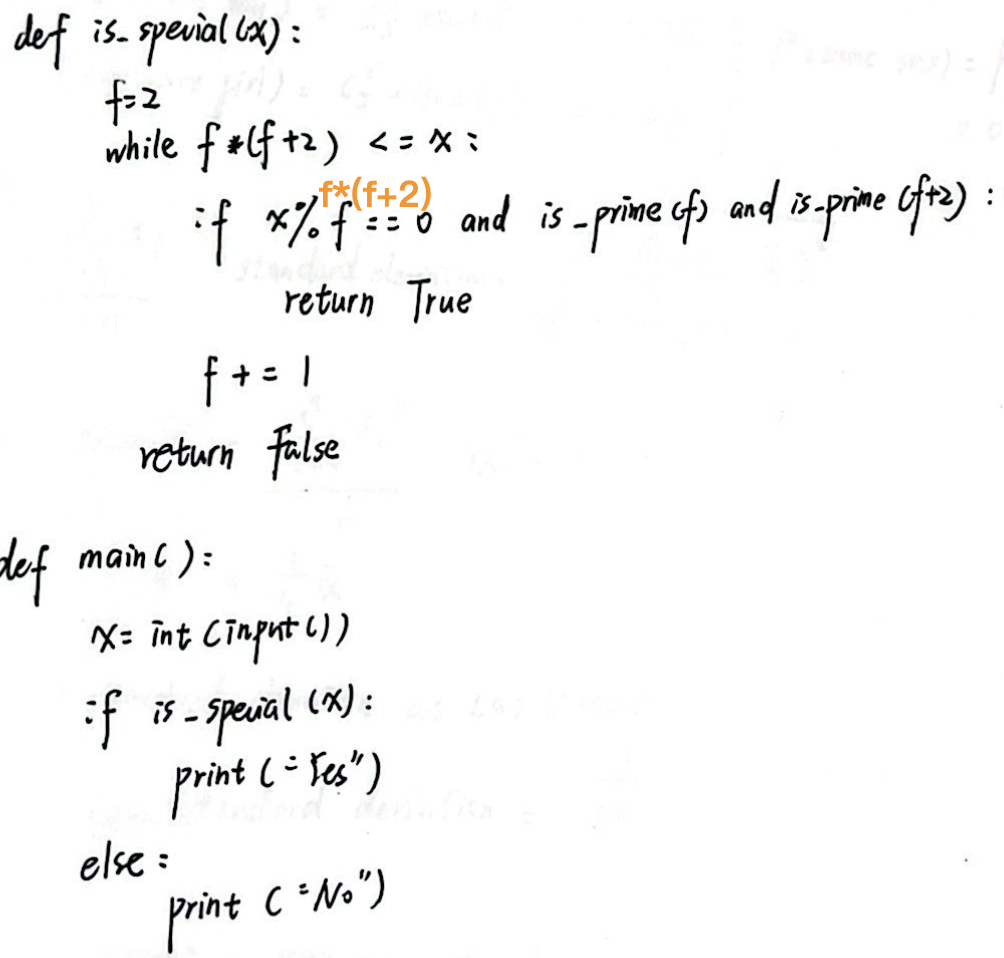 def is_special(x):
f=2
while f*(f+2) <= x:
f*(f+2)
if x%f == 0 and is_prime(f) and is_prime(f+2):
return True
f += 1
return False
def main():
x= int(input())
if is_special(x):
print("Yes")
else:
print("No")